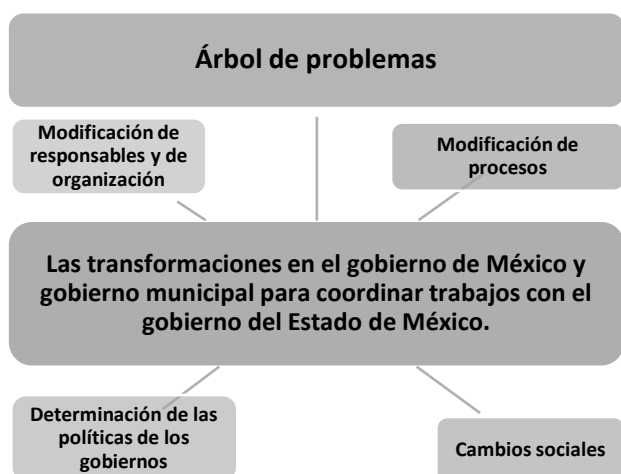 Árbol de problemas
Modificación de
responsables y de
organización
Modificación de
procesos
Las transformaciones en el gobierno de México y
gobierno municipal para coordinar trabajos con el
gobierno del Estado de México.
Determinación de las
políticas de los
gobiernos
Cambios sociales